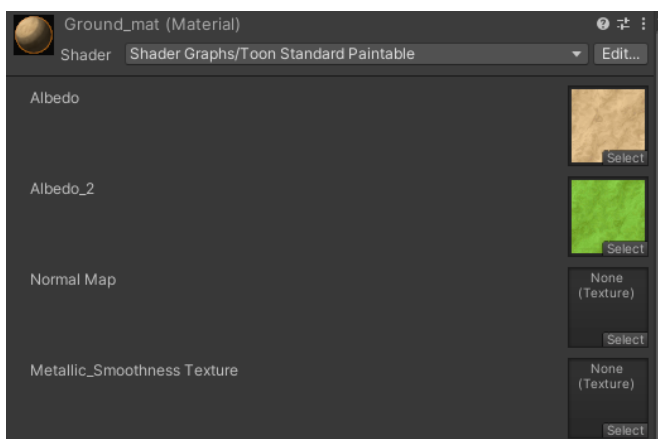 Ground_mat (Material)
Shader Shader Graphs/Toon Standard Paintable Edit...
Albedo
Select
Albedo_2
Select
Normal Map
None
(Texture)
Select
Metallic_Smoothness Texture
None
(Texture)
Select